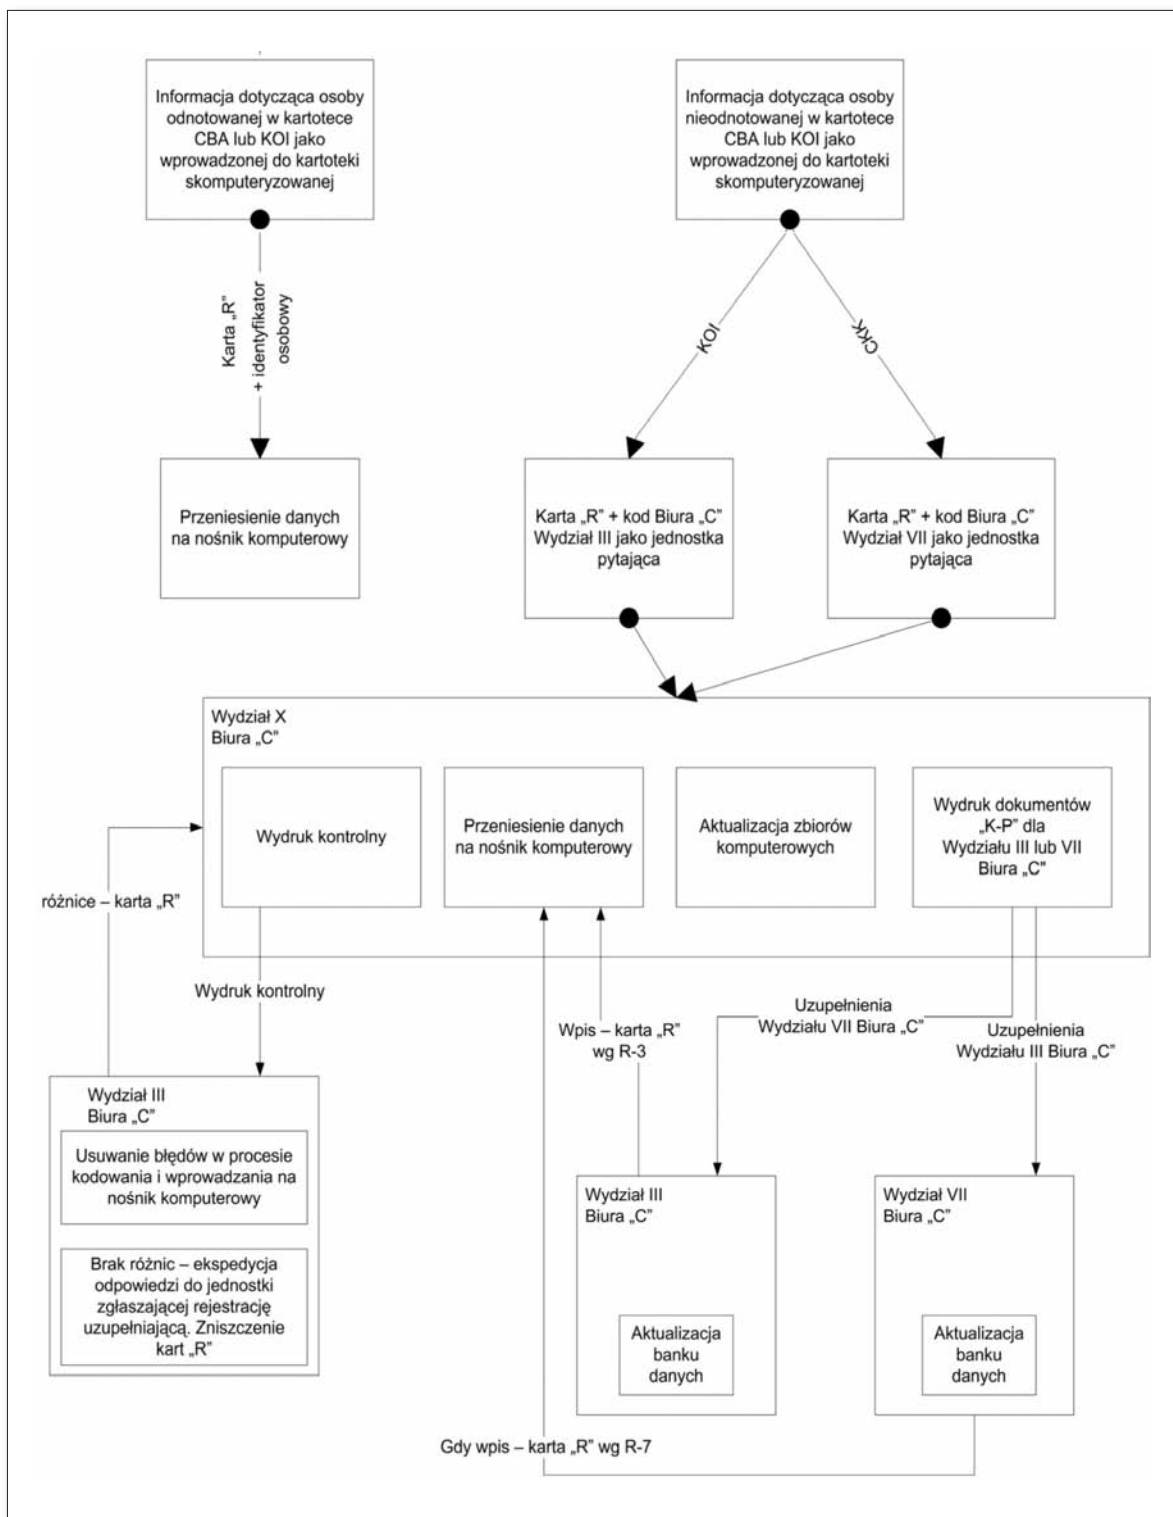 Informacja dotycząca osoby
odnotowanej w kartotece
CBA lub KOI jako
wprowadzonej do kartoteki
skomputeryzowanej
Informacja dotycząca osoby
nieodnotowanej w kartotece
CBA lub KOI jako
wprowadzonej do kartoteki
skomputeryzowanej
Karta „R”
+ identyfikator
osobowy
KOI
CKK
Przeniesienie danych
na nośnik komputerowy
Karta „R” + kod Biura „C”
Wydział III jako jednostka
pytająca
Karta „R” + kod Biura „C”
Wydział VII jako jednostka
pytająca
Wydział X
Biura „C”
Wydruk kontrolny
Przeniesienie danych
na nośnik komputerowy
Aktualizacja zbiorów
komputerowych
Wydruk dokumentów
„K-P” dla
Wydziału III lub VII
Biura „C”
różnice – karta „R”
Wydruk kontrolny
Wpis – karta „R”
wg R-3
Uzupełnienia
Wydziału VII Biura „C”
Uzupełnienia
Wydziału III Biura „C”
Wydział III
Biura „C”
Usuwanie błędów w procesie
kodowania i wprowadzania na
nośnik komputerowy
Brak różnic – ekspedycja
odpowiedzi do jednostki
zgłaszającej rejestrację
uzupełniającą. Zniszczenie
kart „R”
Wydział III
Biura „C”
Aktualizacja
banku
danych
Wydział VII
Biura „C”
Aktualizacja
banku
danych
Gdy wpis – karta „R” wg R-7